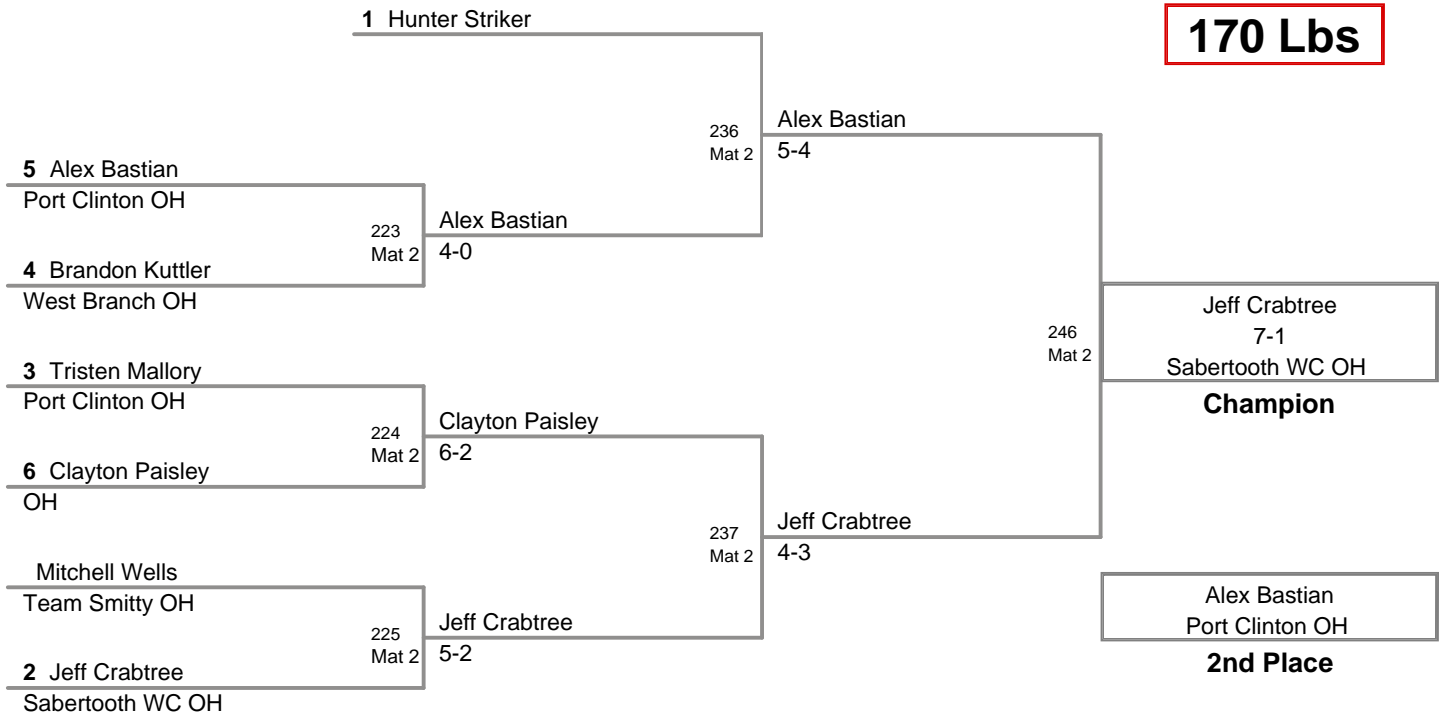 1 Hunter Striker
170 Lbs
236
Mat 2
Alex Bastian
5-4
5 Alex Bastian
Port Clinton OH
223
Mat 2
Alex Bastian
4-0
4 Brandon Kuttler
West Branch OH
246
Mat 2
Jeff Crabtree
7-1
Sabertooth WC OH
Champion
3 Tristen Mallory
Port Clinton OH
224
Mat 2
Clayton Paisley
6-2
6 Clayton Paisley
OH
237
Mat 2
Jeff Crabtree
4-3
Mitchell Wells
Team Smitty OH
225
Mat 2
Jeff Crabtree
5-2
2 Jeff Crabtree
Sabertooth WC OH
Alex Bastian
Port Clinton OH
2nd Place